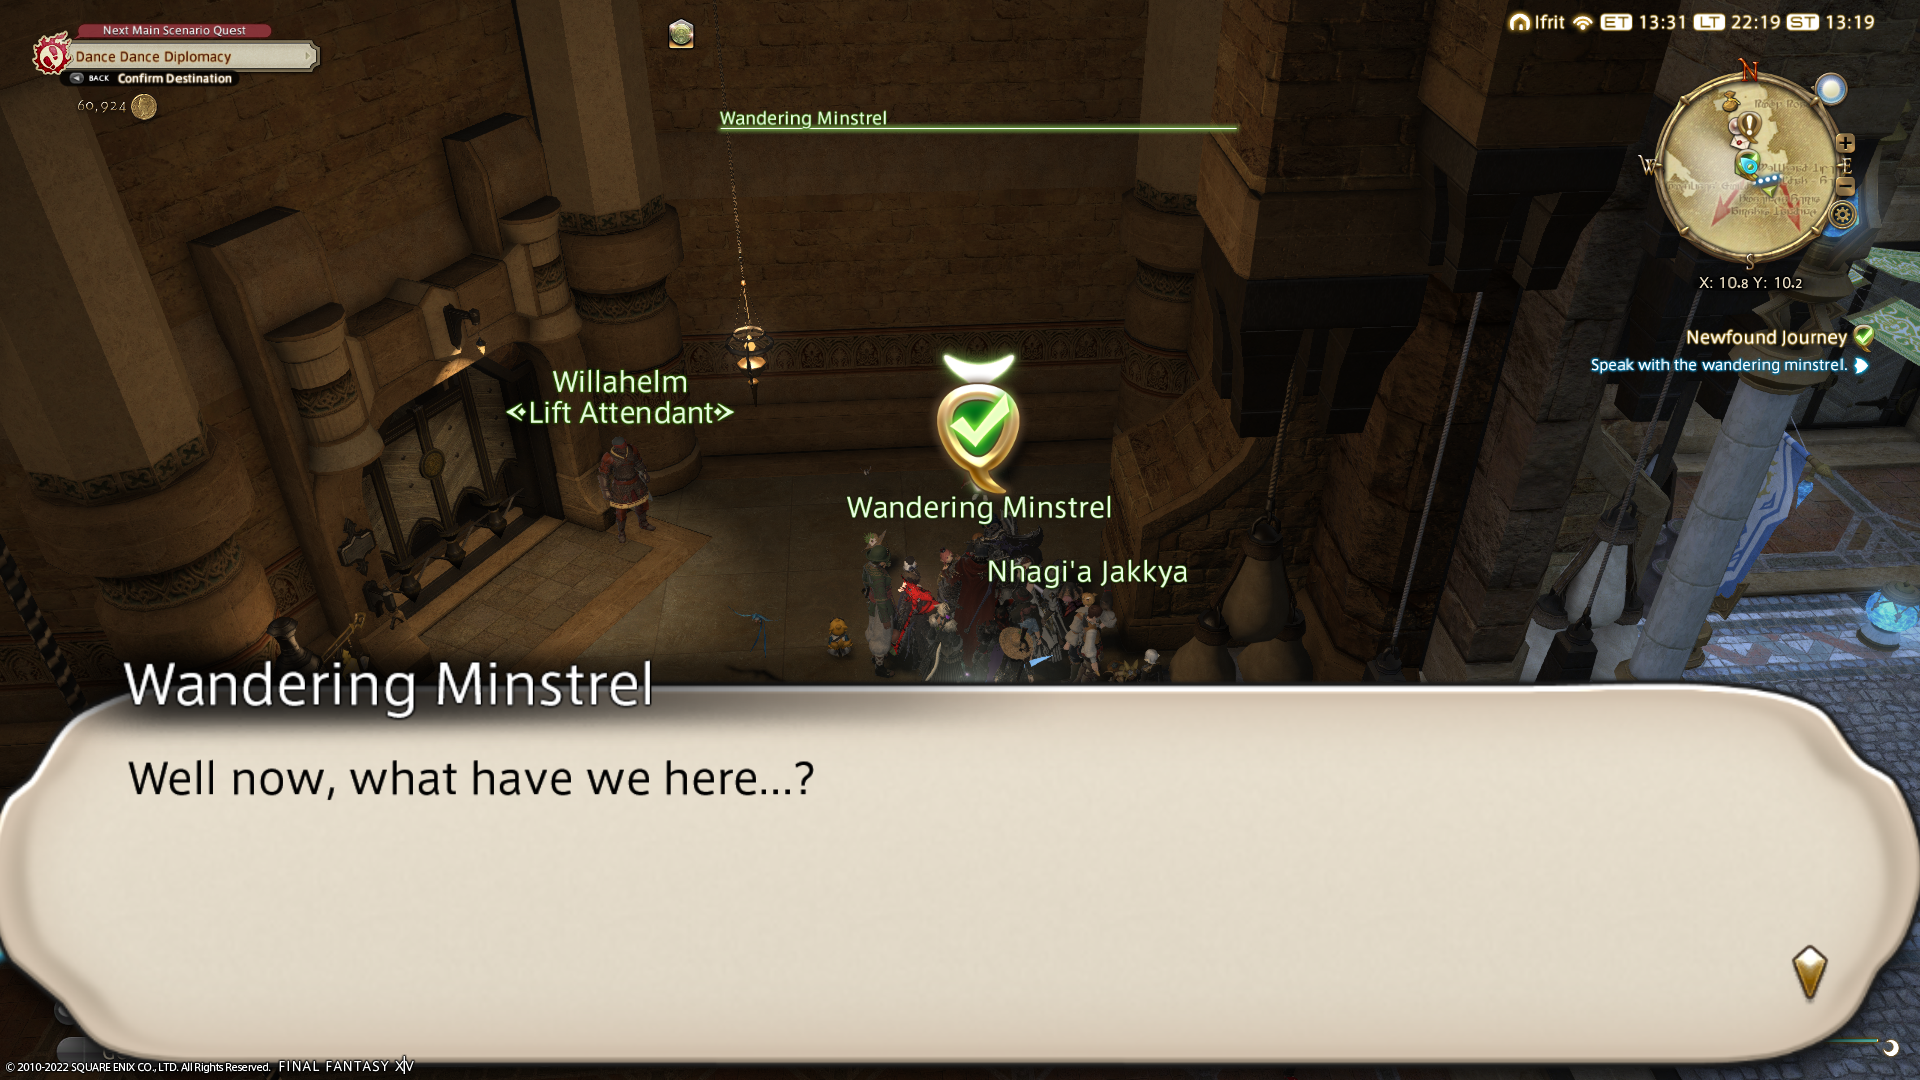 Next Main Scenario Quest
Dance Dance Diplomacy
BACK Confirm Destination
60,924
Ifrit ET 13:31 LT 22:19 ST 13:19
N
W
E
S
X: 10.8 Y: 10.2
Newfound Journey
Speak with the wandering minstrel.
Wandering Minstrel
Willahelm
Lift Attendant
Wandering Minstrel
Nhagi'a Jakkya
Wandering Minstrel
Well now, what have we here...?
© 2010-2022 SQUARE ENIX CO., LTD. All Rights Reserved. FINAL FANTASY XIV